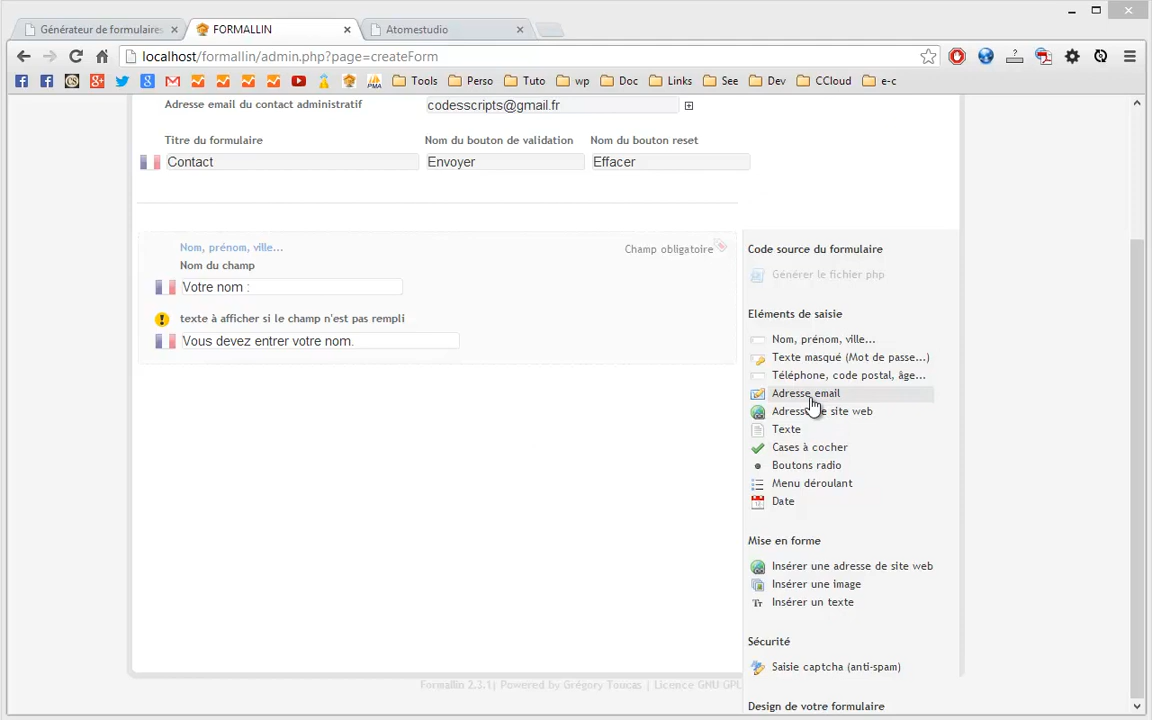 Générateur de formulaires
FORMALLIN
Atomestudio
localhost/formallin/admin.php?page=createForm
Tools
Perso
Tuto
wp
Doc
Links
See
Dev
CCloud
e-c
Adresse email du contact administratif
codesscripts@gmail.fr
Titre du formulaire
Nom du bouton de validation
Nom du bouton reset
Contact
Envoyer
Effacer
Nom, prénom, ville...
Champ obligatoire
Nom du champ
Votre nom :
texte à afficher si le champ n'est pas rempli
Vous devez entrer votre nom.
Code source du formulaire
Générer le fichier php
Eléments de saisie
Nom, prénom, ville...
Texte masqué (Mot de passe...)
Téléphone, code postal, âge...
Adresse email
Adresse de site web
Texte
Cases à cocher
Boutons radio
Menu déroulant
Date
Mise en forme
Insérer une adresse de site web
Insérer une image
Insérer un texte
Sécurité
Saisie captcha (anti-spam)
Design de votre formulaire
Formallin 2.3.1| Powered by Grégory Toucas | Licence GNU GPL